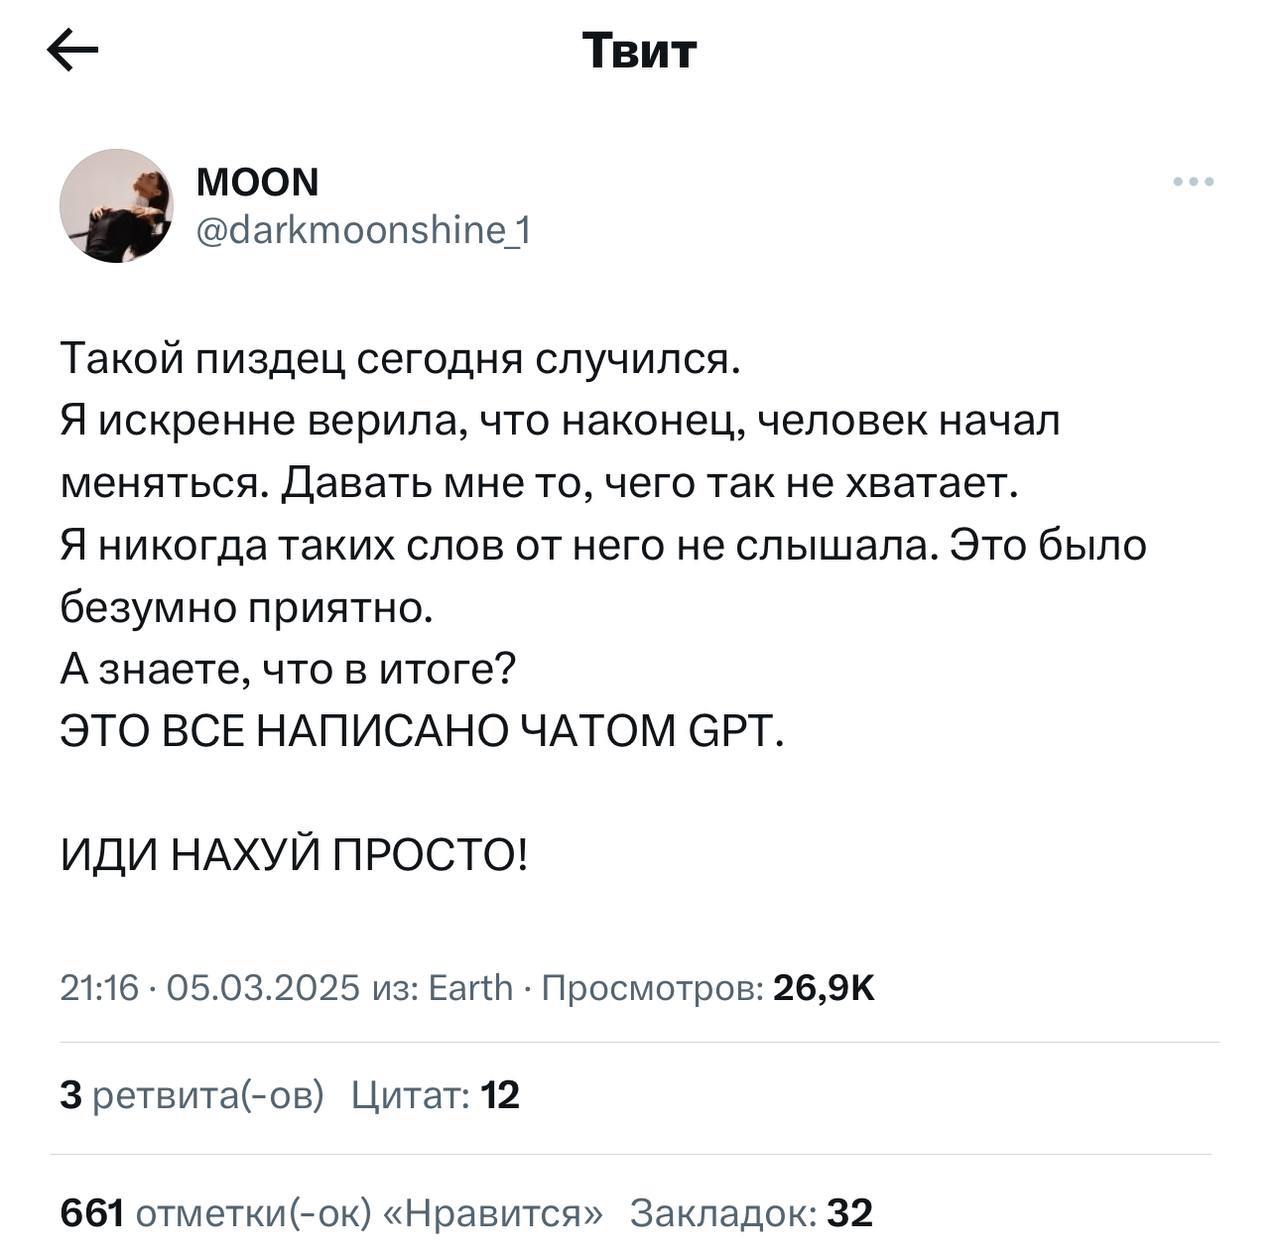 Твит
MOON
@darkmoonshine_1
Такой пиздец сегодня случился.
Я искренне верила, что наконец, человек начал
меняться. Давать мне то, чего так не хватает.
Я никогда таких слов от него не слышала. Это было
безумно приятно.
А знаете, что в итоге?
ЭТО ВСЕ НАПИСАНО ЧАТОМ GPT.
ИДИ НАХУЙ ПРОСТО!
21:16 · 05.03.2025 из: Earth · Просмотров: 26,9K
3 ретвита(-ов) Цитат: 12
661 отметки(-ок) «Нравится» Закладок: 32